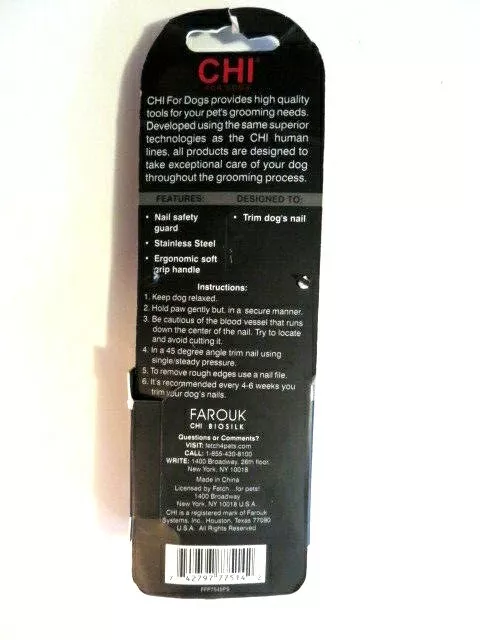 CHI
FOR DOGS
CHI For Dogs provides high quality
tools for your pet's grooming needs.
Developed using the same superior
technologies as the CHI human
lines, all products are designed to
take exceptional care of your dog
throughout the grooming process.
FEATURES: DESIGNED TO:
• Nail safety guard
• Stainless Steel
• Ergonomic soft grip handle
• Trim dog's nail
Instructions:
1. Keep dog relaxed.
2. Hold paw gently but, in a secure manner.
3. Be cautious of the blood vessel that runs
down the center of the nail. Try to locate
and avoid cutting it.
4. In a 45 degree angle trim nail using
single/steady pressure.
5. To remove rough edges use a nail file.
6. It's recommended every 4-6 weeks you
trim your dog's nails.
FAROUK
CHI BIOSILK
Questions or Comments?
VISIT: fetch4pets.com
CALL: 1-855-430-8100
WRITE: 1400 Broadway, 26th floor,
New York, NY 10018
Made in China
Licensed by Fetch...for pets!
1400 Broadway
New York, NY 10018 U.S.A.
CHI is a registered mark of Farouk
Systems, Inc., Houston, Texas 77090
U.S.A. All Rights Reserved
7 42797 77514 2